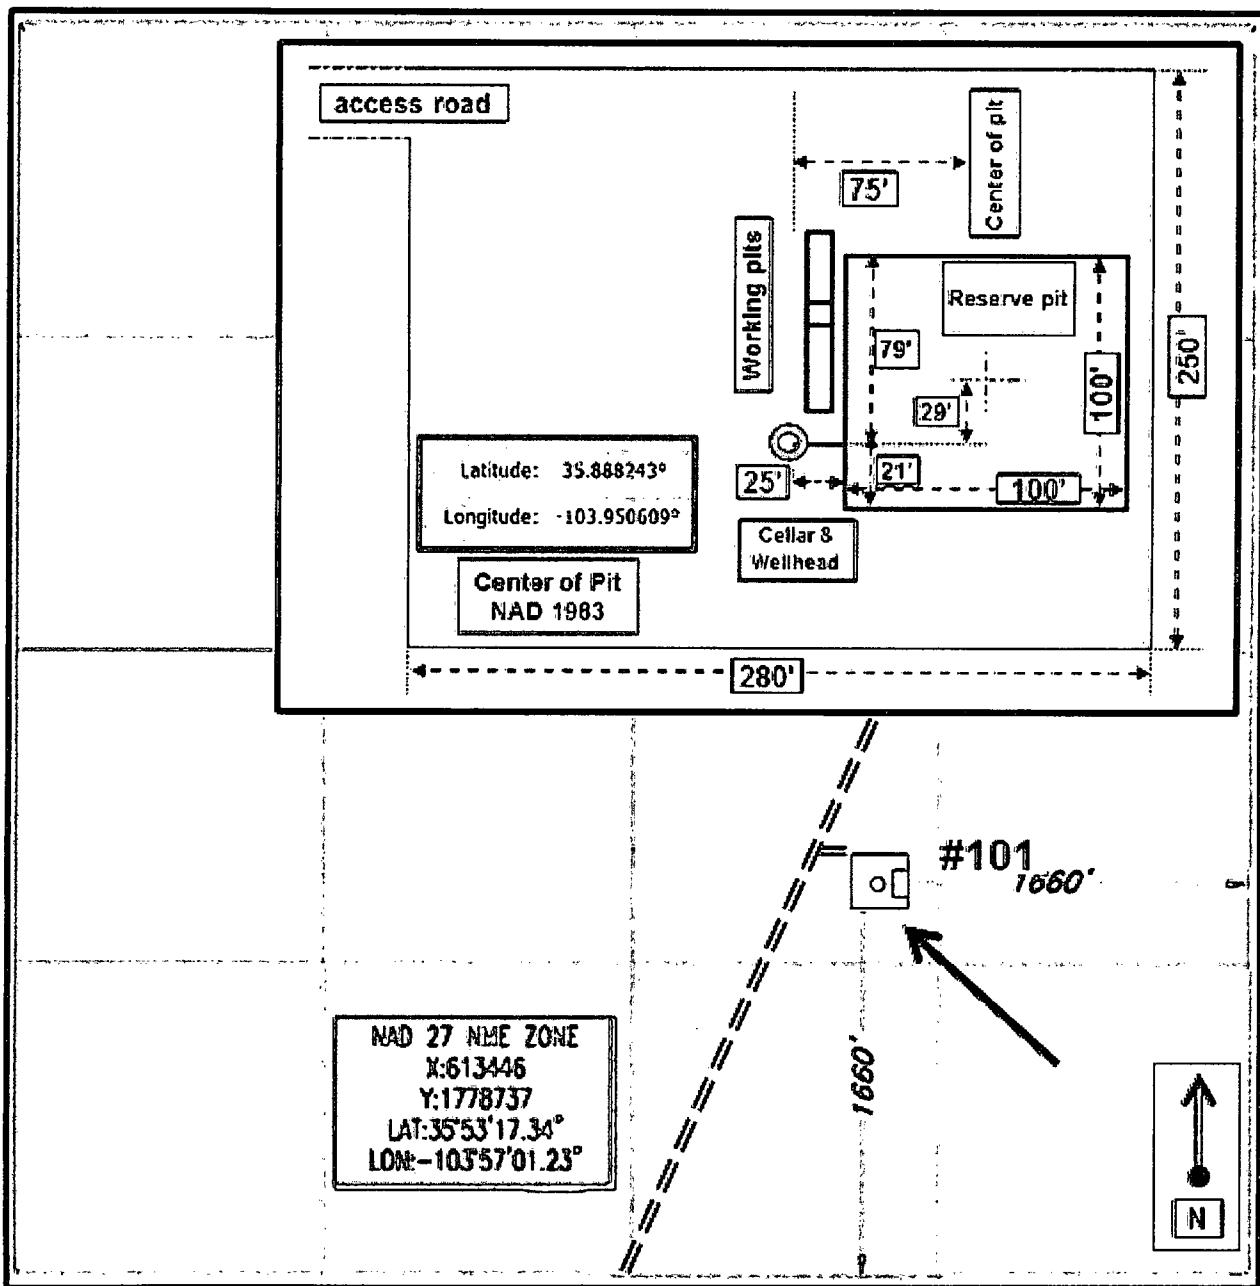 access road
Center of pit
75'
Working pits
Reserve pit
79'
29'
100'
250'
Latitude: 35.888243°
Longitude: -103.950609°
25'
21'
100'
Cellar &
Wellhead
Center of Pit
NAD 1983
280'
#101
1660'
1660'
NAD 27 NME ZONE
X:613446
Y:1778737
LAT:35°53'17.34"
LON:-103°57'01.23"
N